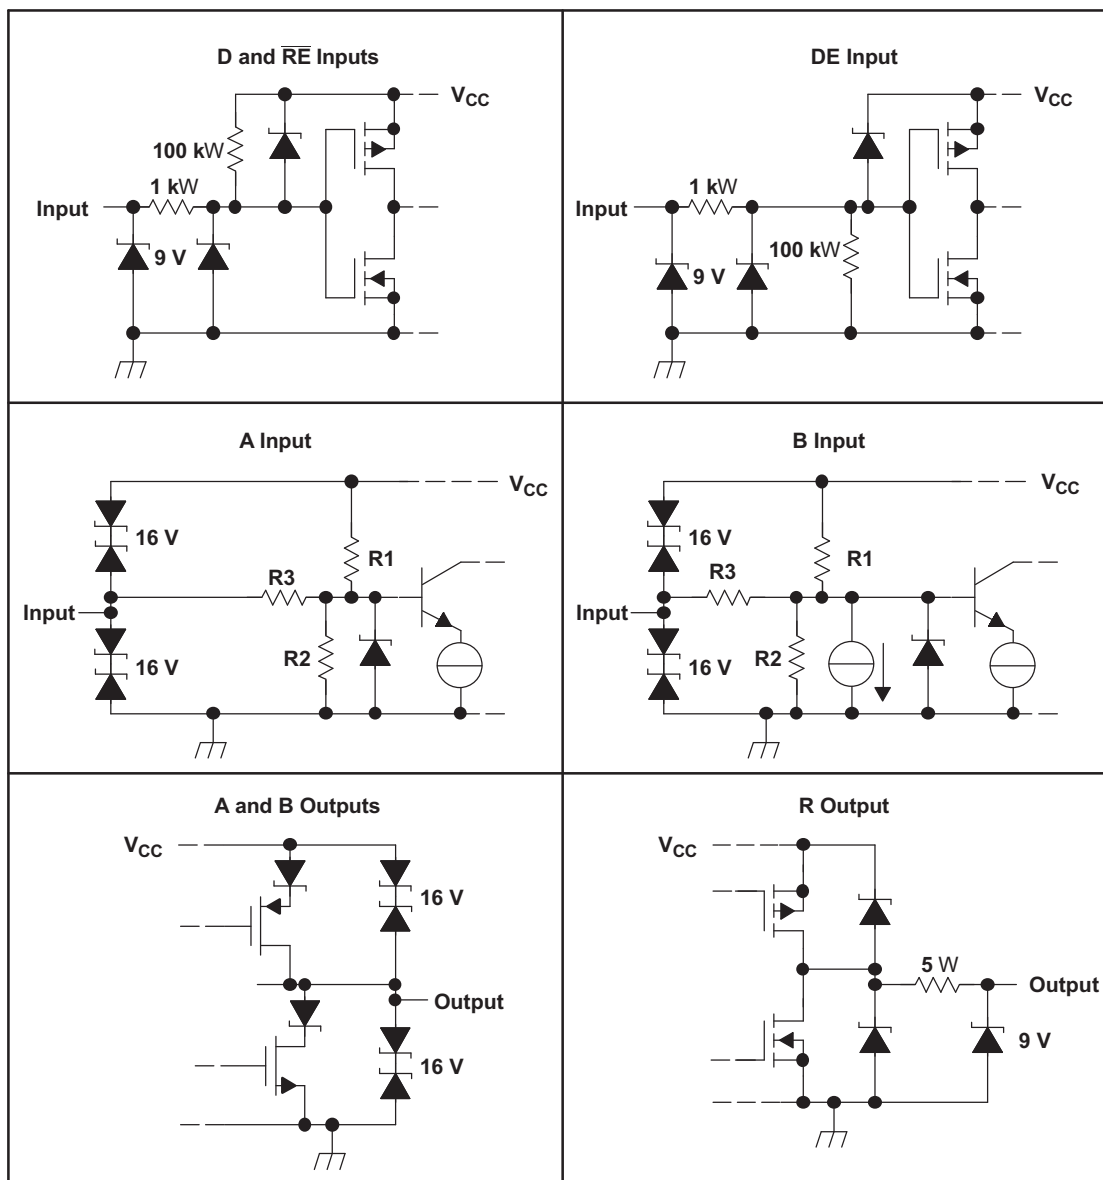 D and R̅E̅ Inputs
VCC
100 kW
1 kW
Input
9 V
DE Input
VCC
1 kW
Input
100 kW
9 V
A Input
VCC
16 V
R1
R3
Input
16 V
R2
B Input
VCC
16 V
R1
R3
Input
16 V
R2
A and B Outputs
VCC
16 V
Output
16 V
R Output
VCC
5 W
Output
9 V